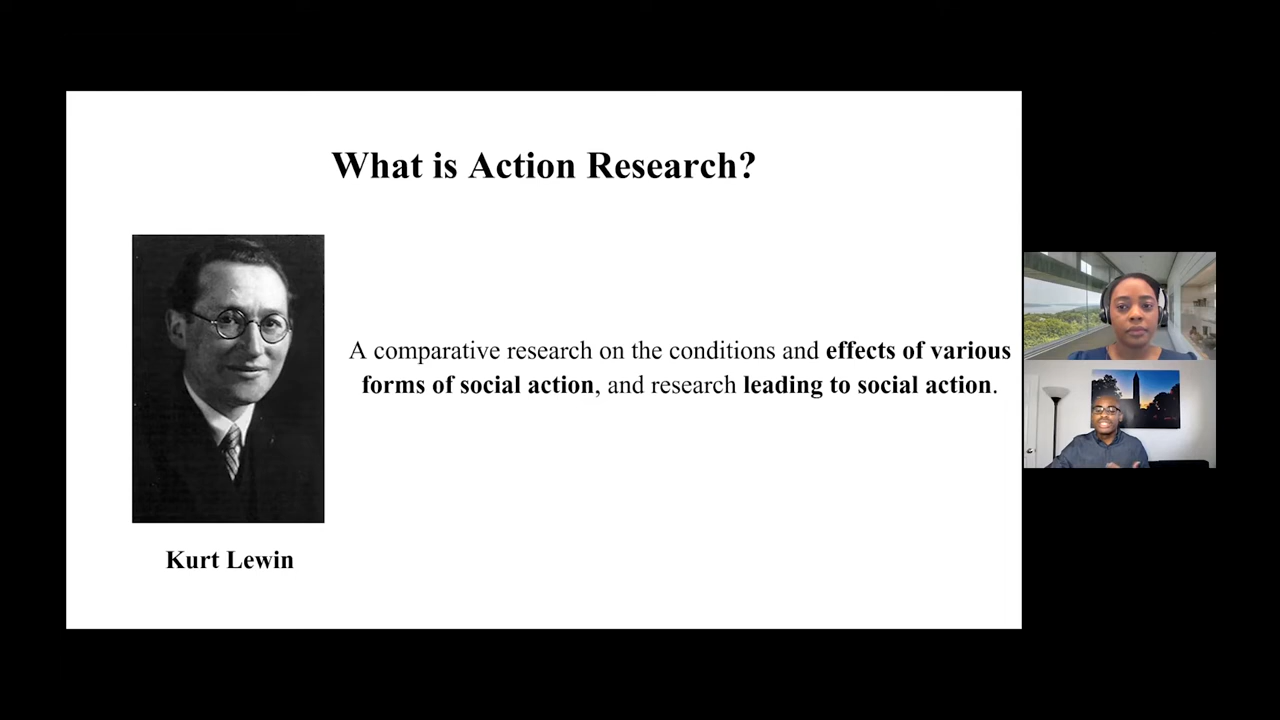 What is Action Research?
A comparative research on the conditions and effects of various
forms of social action, and research leading to social action.
Kurt Lewin